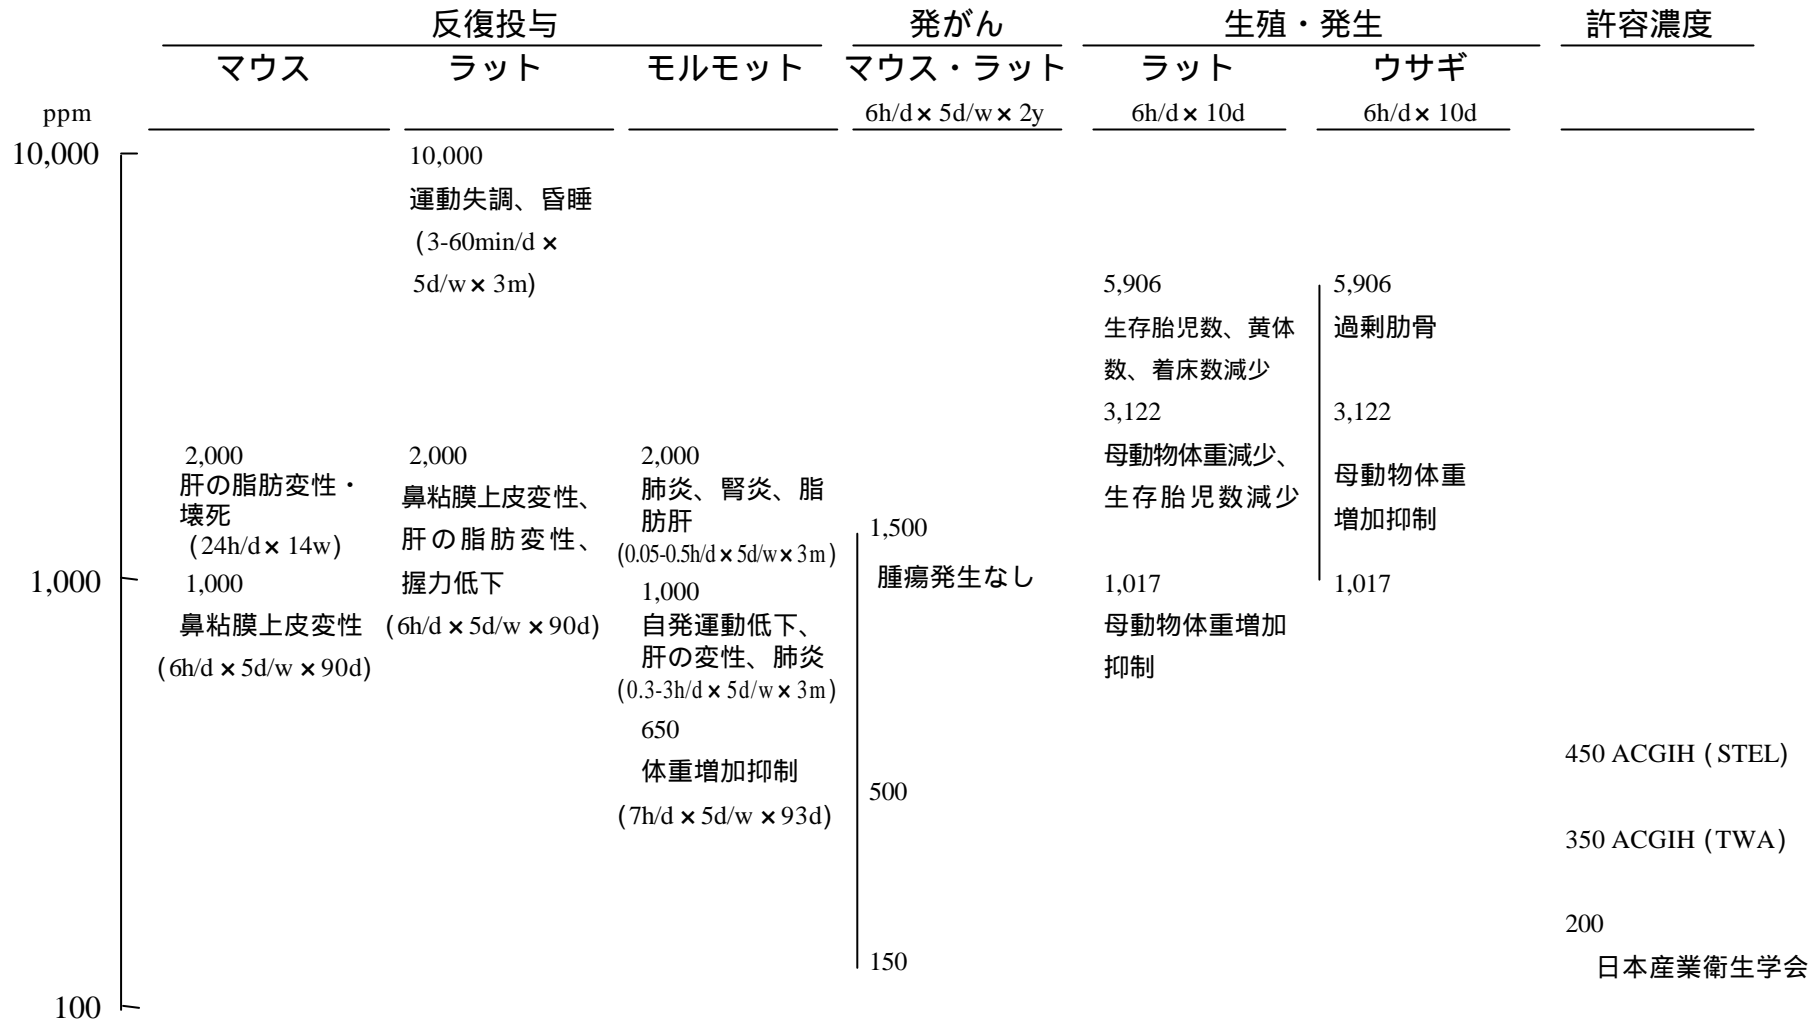 反復投与
発がん
生殖・発生
許容濃度
マウス
ラット
モルモット
マウス・ラット
ラット
ウサギ
ppm
6h/d × 5d/w × 2y
6h/d × 10d
6h/d × 10d
10,000
1,000
100
2,000
肝の脂肪変性・
壊死
(24h/d × 14w)
1,000
鼻粘膜上皮変性
(6h/d × 5d/w × 90d)
10,000
運動失調、昏睡
(3-60min/d ×
5d/w × 3m)
2,000
鼻粘膜上皮変性、
肝の脂肪変性、
握力低下
(6h/d × 5d/w × 90d)
2,000
肺炎、腎炎、脂
肪肝
(0.05-0.5h/d × 5d/w × 3m)
1,000
自発運動低下、
肝の変性、肺炎
(0.3-3h/d × 5d/w × 3m)
650
体重増加抑制
(7h/d × 5d/w × 93d)
1,500
腫瘍発生なし
500
150
5,906
生存胎児数、黄体
数、着床数減少
3,122
母動物体重減少、
生存胎児数減少
1,017
母動物体重増加
抑制
5,906
過剰肋骨
3,122
母動物体重
増加抑制
1,017
450 ACGIH (STEL)
350 ACGIH (TWA)
200
日本産業衛生学会